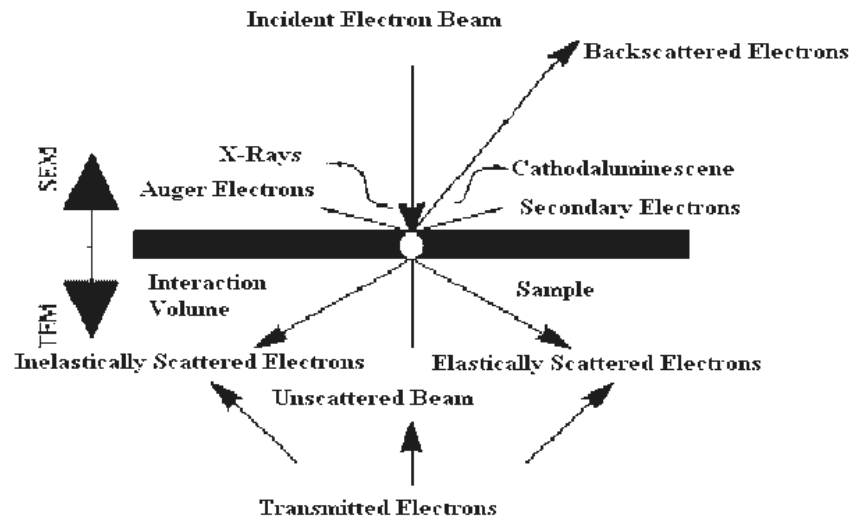 Incident Electron Beam
Backscattered Electrons
X-Rays
Cathodaluminescene
SEM
Auger Electrons
Secondary Electrons
Interaction
Volume
Sample
TEM
Inelastically Scattered Electrons
Elastically Scattered Electrons
Unscattered Beam
Transmitted Electrons